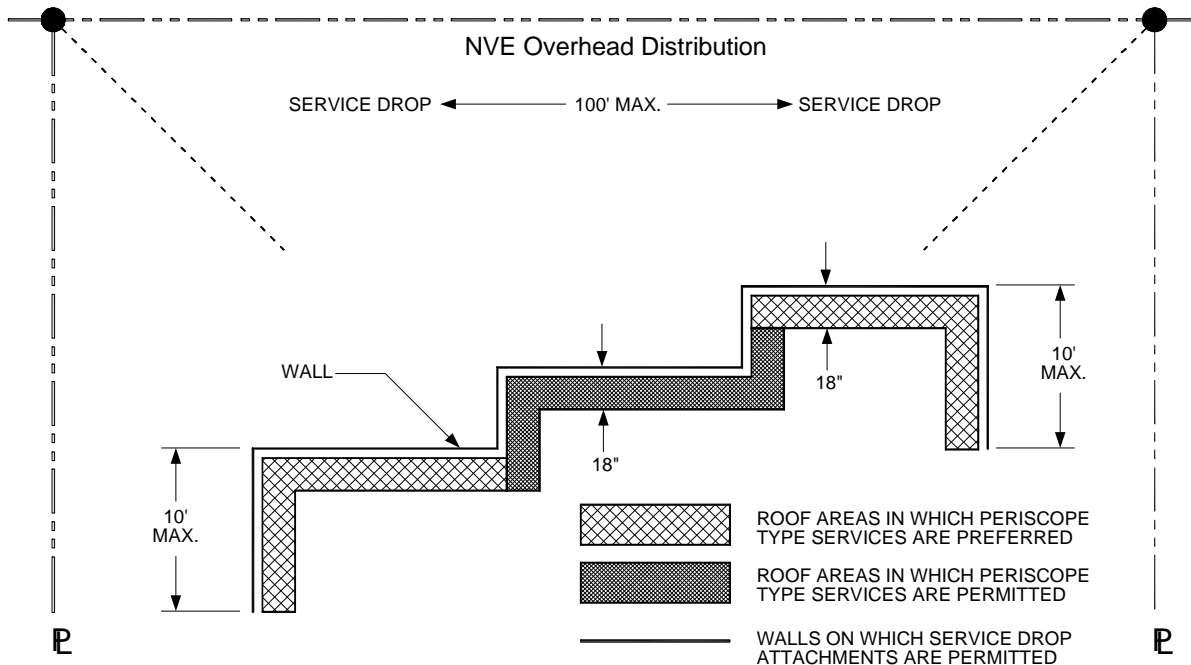 NVE Overhead Distribution
SERVICE DROP
100' MAX.
SERVICE DROP
WALL
18"
10'
MAX.
18"
10'
MAX.
ROOF AREAS IN WHICH PERISCOPE
TYPE SERVICES ARE PREFERRED
ROOF AREAS IN WHICH PERISCOPE
TYPE SERVICES ARE PERMITTED
WALLS ON WHICH SERVICE DROP
ATTACHMENTS ARE PERMITTED
℄
℄